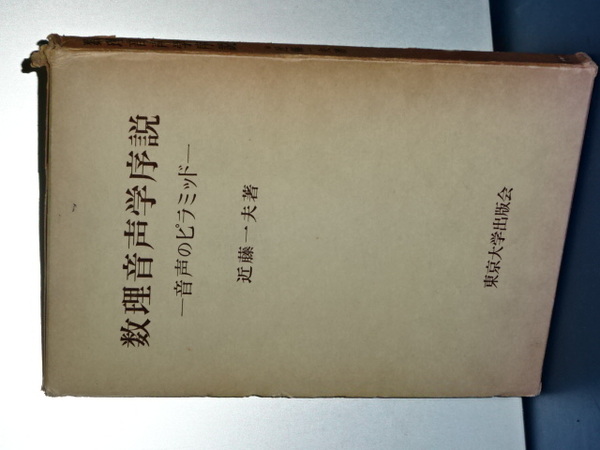 数理音声学序説
―音声のピラミッド―
近藤一夫著
東京大学出版会